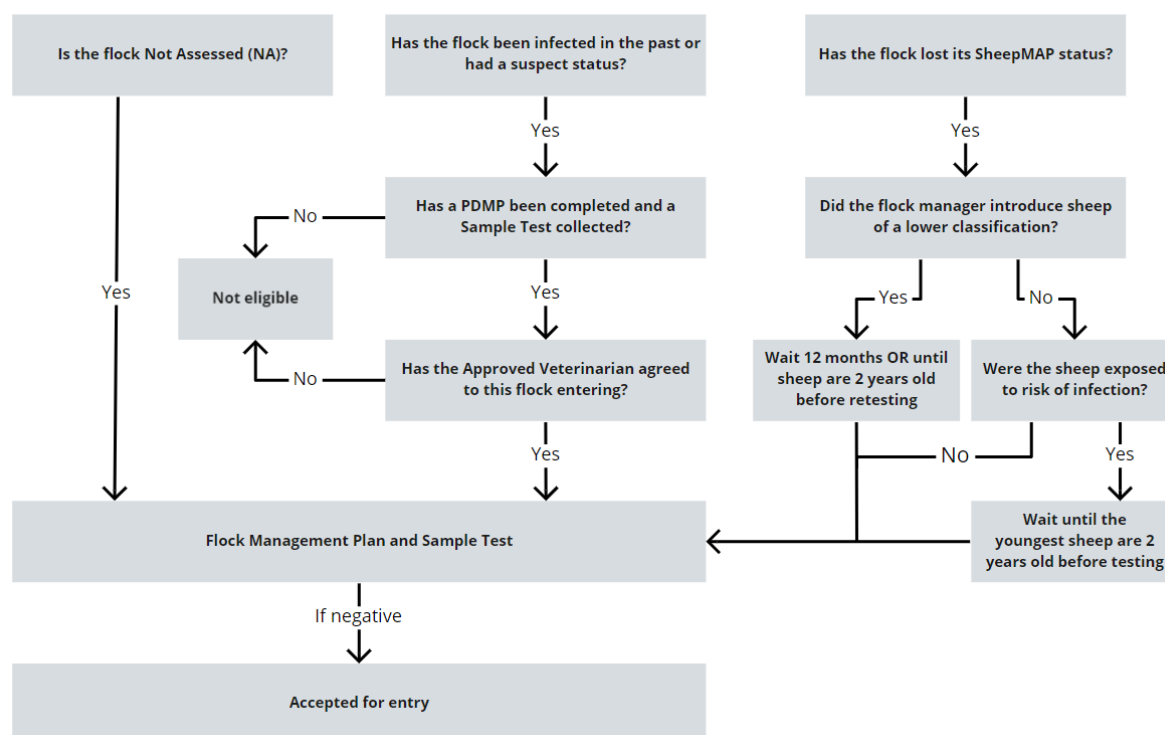 Is the flock Not Assessed (NA)?
Has the flock been infected in the past or
had a suspect status?
Has the flock lost its SheepMAP status?
Yes
Yes
Has a PDMP been completed and a
Sample Test collected?
Did the flock manager introduce sheep
of a lower classification?
No
Not eligible
Yes
Yes
Yes
No
No
Has the Approved Veterinarian agreed
to this flock entering?
Wait 12 months OR until
sheep are 2 years old
before retesting
Were the sheep exposed
to risk of infection?
Yes
No
Yes
Flock Management Plan and Sample Test
Wait until the
youngest sheep are 2
years old before testing
If negative
Accepted for entry